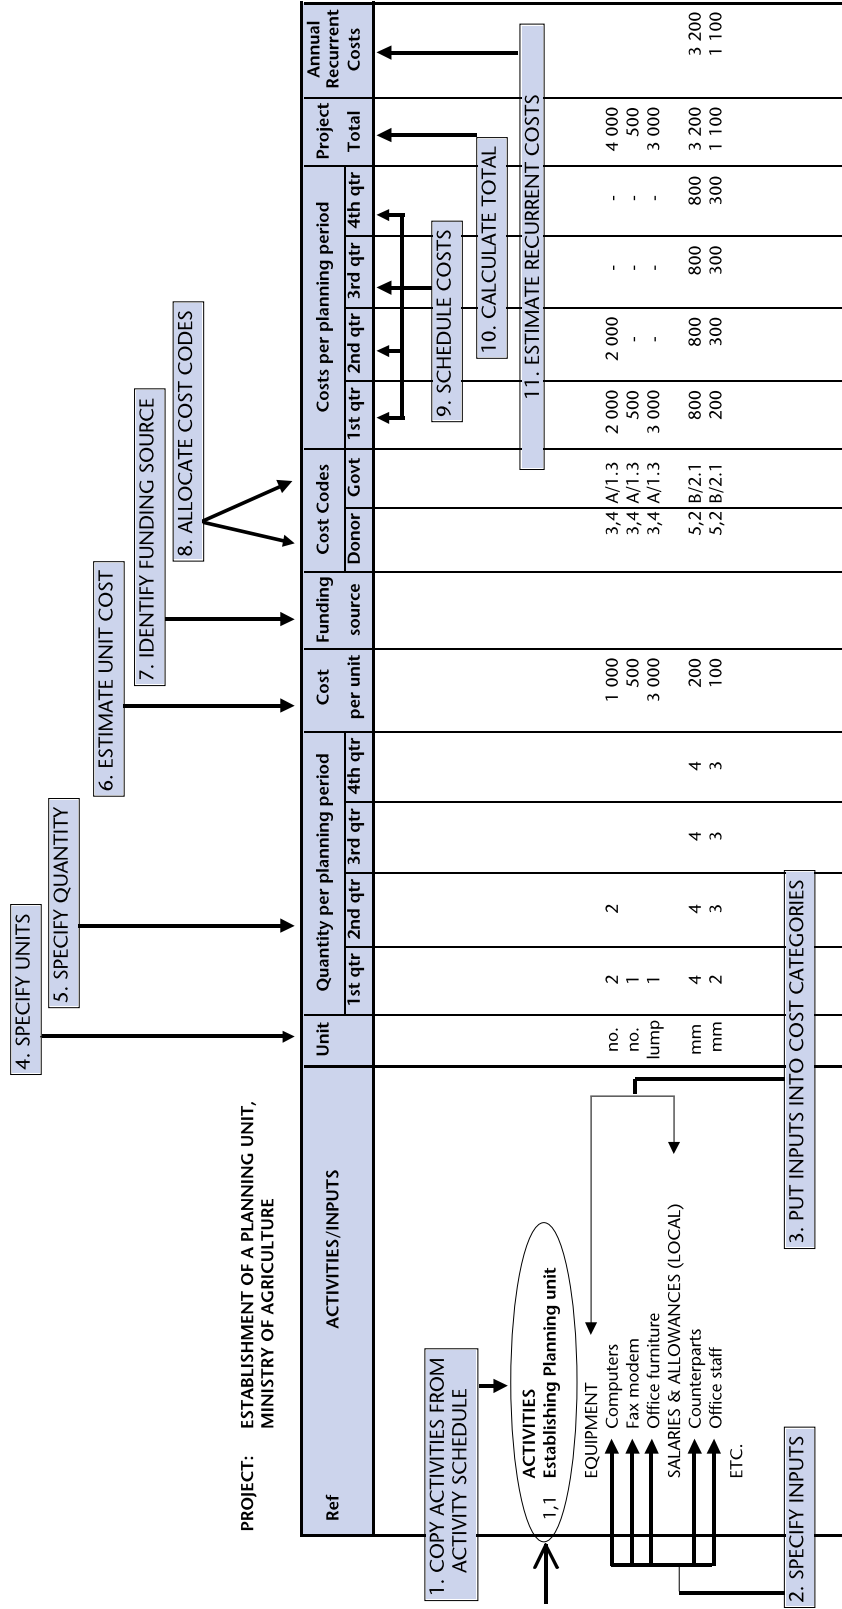 4. SPECIFY UNITS
5. SPECIFY QUANTITY
6. ESTIMATE UNIT COST
7. IDENTIFY FUNDING SOURCE
8. ALLOCATE COST CODES
PROJECT: ESTABLISHMENT OF A PLANNING UNIT,
MINISTRY OF AGRICULTURE
Ref ACTIVITIES/INPUTS Unit Quantity per planning period Cost per unit Funding source Cost Codes Costs per planning period Project Total Annual Recurrent Costs
1st qtr 2nd qtr 3rd qtr 4th qtr Donor Govt 1st qtr 2nd qtr 3rd qtr 4th qtr
1. COPY ACTIVITIES FROM
ACTIVITY SCHEDULE
9. SCHEDULE COSTS
10. CALCULATE TOTAL
11. ESTIMATE RECURRENT COSTS
ACTIVITIES
1,1 Establishing Planning unit
EQUIPMENT
Computers no. 2 2 1 000 3,4 A/1.3 2 000 2 000 - - 4 000
Fax modem no. 1 500 3,4 A/1.3 500 - - - 500
Office furniture lump 1 3 000 3,4 A/1.3 3 000 - - - 3 000
SALARIES & ALLOWANCES (LOCAL)
Counterparts mm 4 4 4 4 200 5,2 B/2.1 800 800 800 800 3 200 3 200
Office staff mm 2 3 3 3 100 5,2 B/2.1 200 300 300 300 1 100 1 100
ETC.
2. SPECIFY INPUTS
3. PUT INPUTS INTO COST CATEGORIES